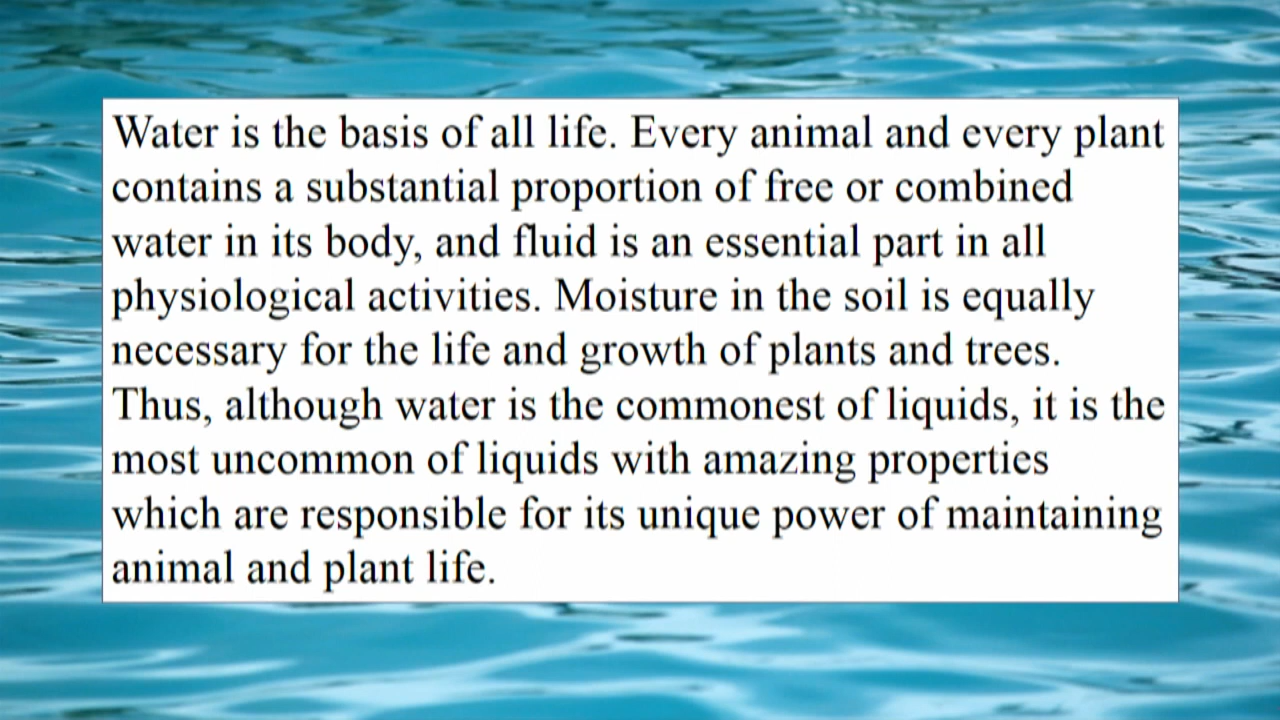 Water is the basis of all life. Every animal and every plant
contains a substantial proportion of free or combined
water in its body, and fluid is an essential part in all
physiological activities. Moisture in the soil is equally
necessary for the life and growth of plants and trees.
Thus, although water is the commonest of liquids, it is the
most uncommon of liquids with amazing properties
which are responsible for its unique power of maintaining
animal and plant life.